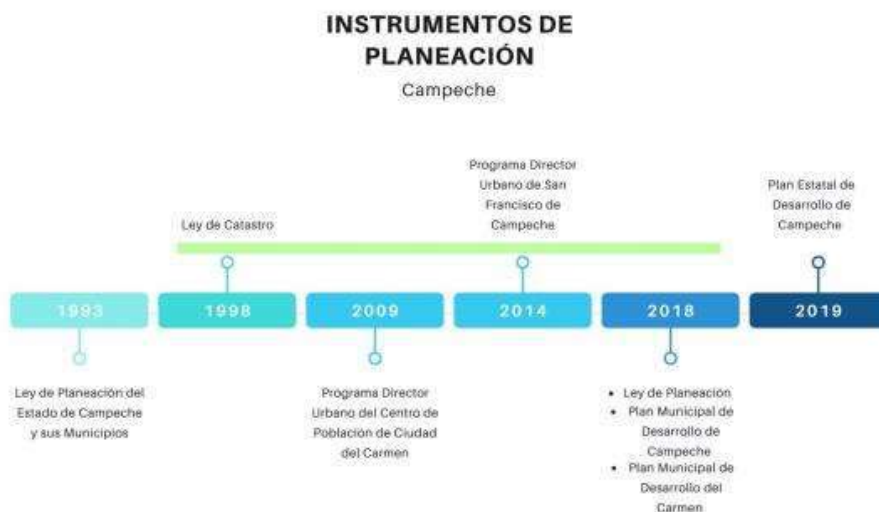 INSTRUMENTOS DE
PLANEACIÓN
Campeche
Programa Director
Urbano de San
Francisco de
Campeche
Plan Estatal de
Desarrollo de
Campeche
Ley de Catastro
1993
1998
2009
2014
2018
2019
Ley de Planeación del
Estado de Campeche
y sus Municipios
Programa Director
Urbano del Centro de
Población de Ciudad
del Carmen
• Ley de Planeación
• Plan Municipal de
Desarrollo de
Campeche
• Plan Municipal de
Desarrollo del
Carmen